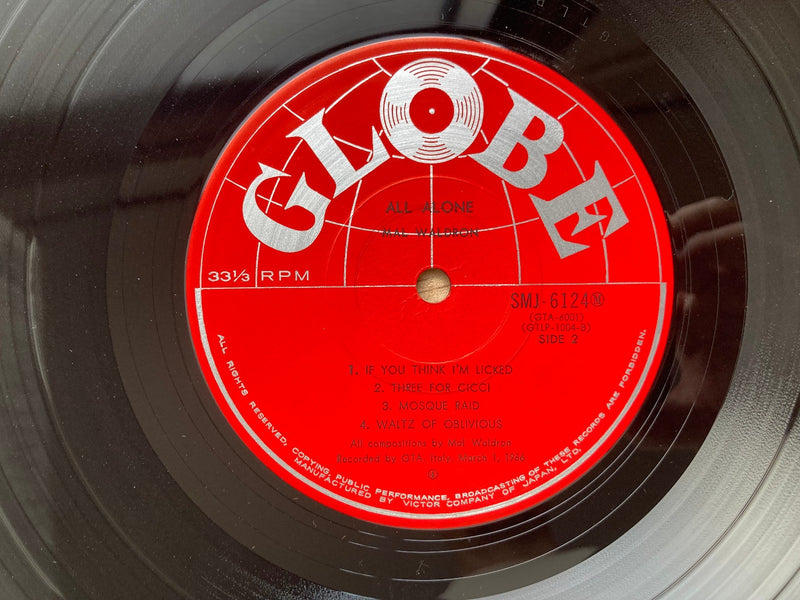 GLOBE
ALL ALONE
MAL WALDRON
33⅓ RPM
SMJ-6124Ⓜ
(GTA-6001)
(GTLP-1004-B)
SIDE 2
1. IF YOU THINK I'M LICKED
2. THREE FOR CICCI
3. MOSQUE RAID
4. WALTZ OF OBLIVIOUS
All compositions by Mal Waldron
Recordng by GTA, Italy, March 1, 1966
ALL RIGHTS RESERVED, COPYING, PUBLIC PERFORMANCE, BROADCASTING OF THESE RECORDS ARE FORBIDDEN.
MANUFACTURED BY VICTOR COMPANY OF JAPAN, LTD.